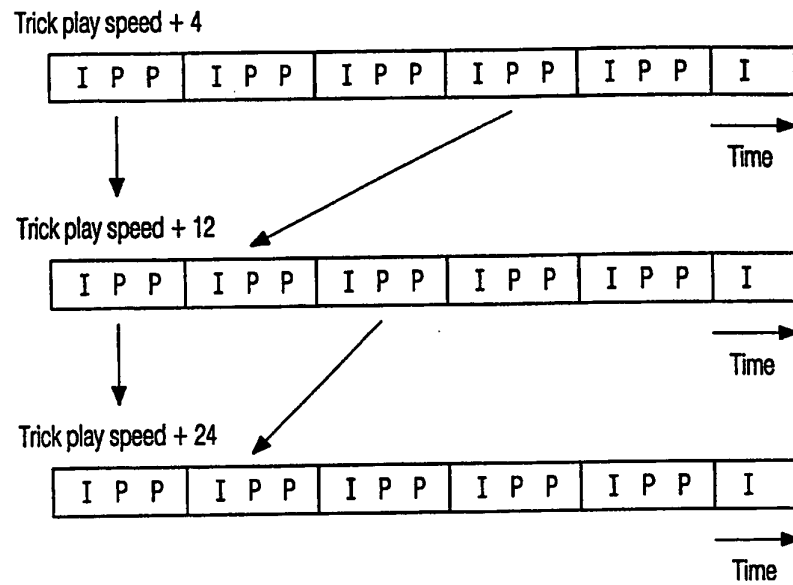 Trick play speed + 4
I P P I P P I P P I P P I P P I
Time
Trick play speed + 12
I P P I P P I P P I P P I P P I
Time
Trick play speed + 24
I P P I P P I P P I P P I P P I
Time